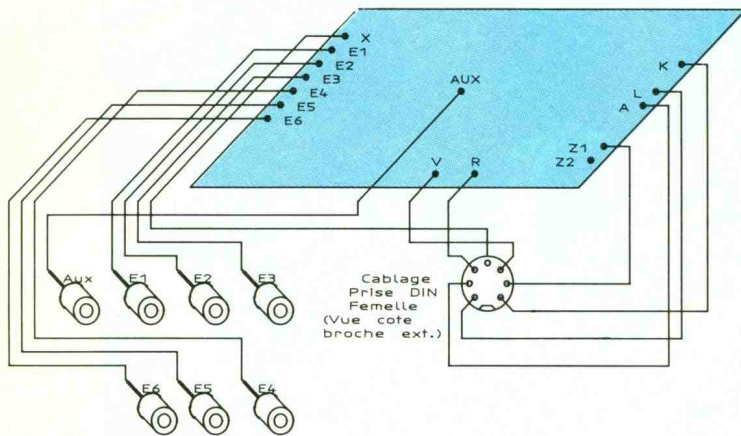 X
E1
E2
E3
E4
E5
E6
AUX
K
L
A
Z1
Z2
V R
Aux E1 E2 E3
Cablage
Prise DIN
Femelle
(Vue cote
broche ext.)
E6 E5 E4